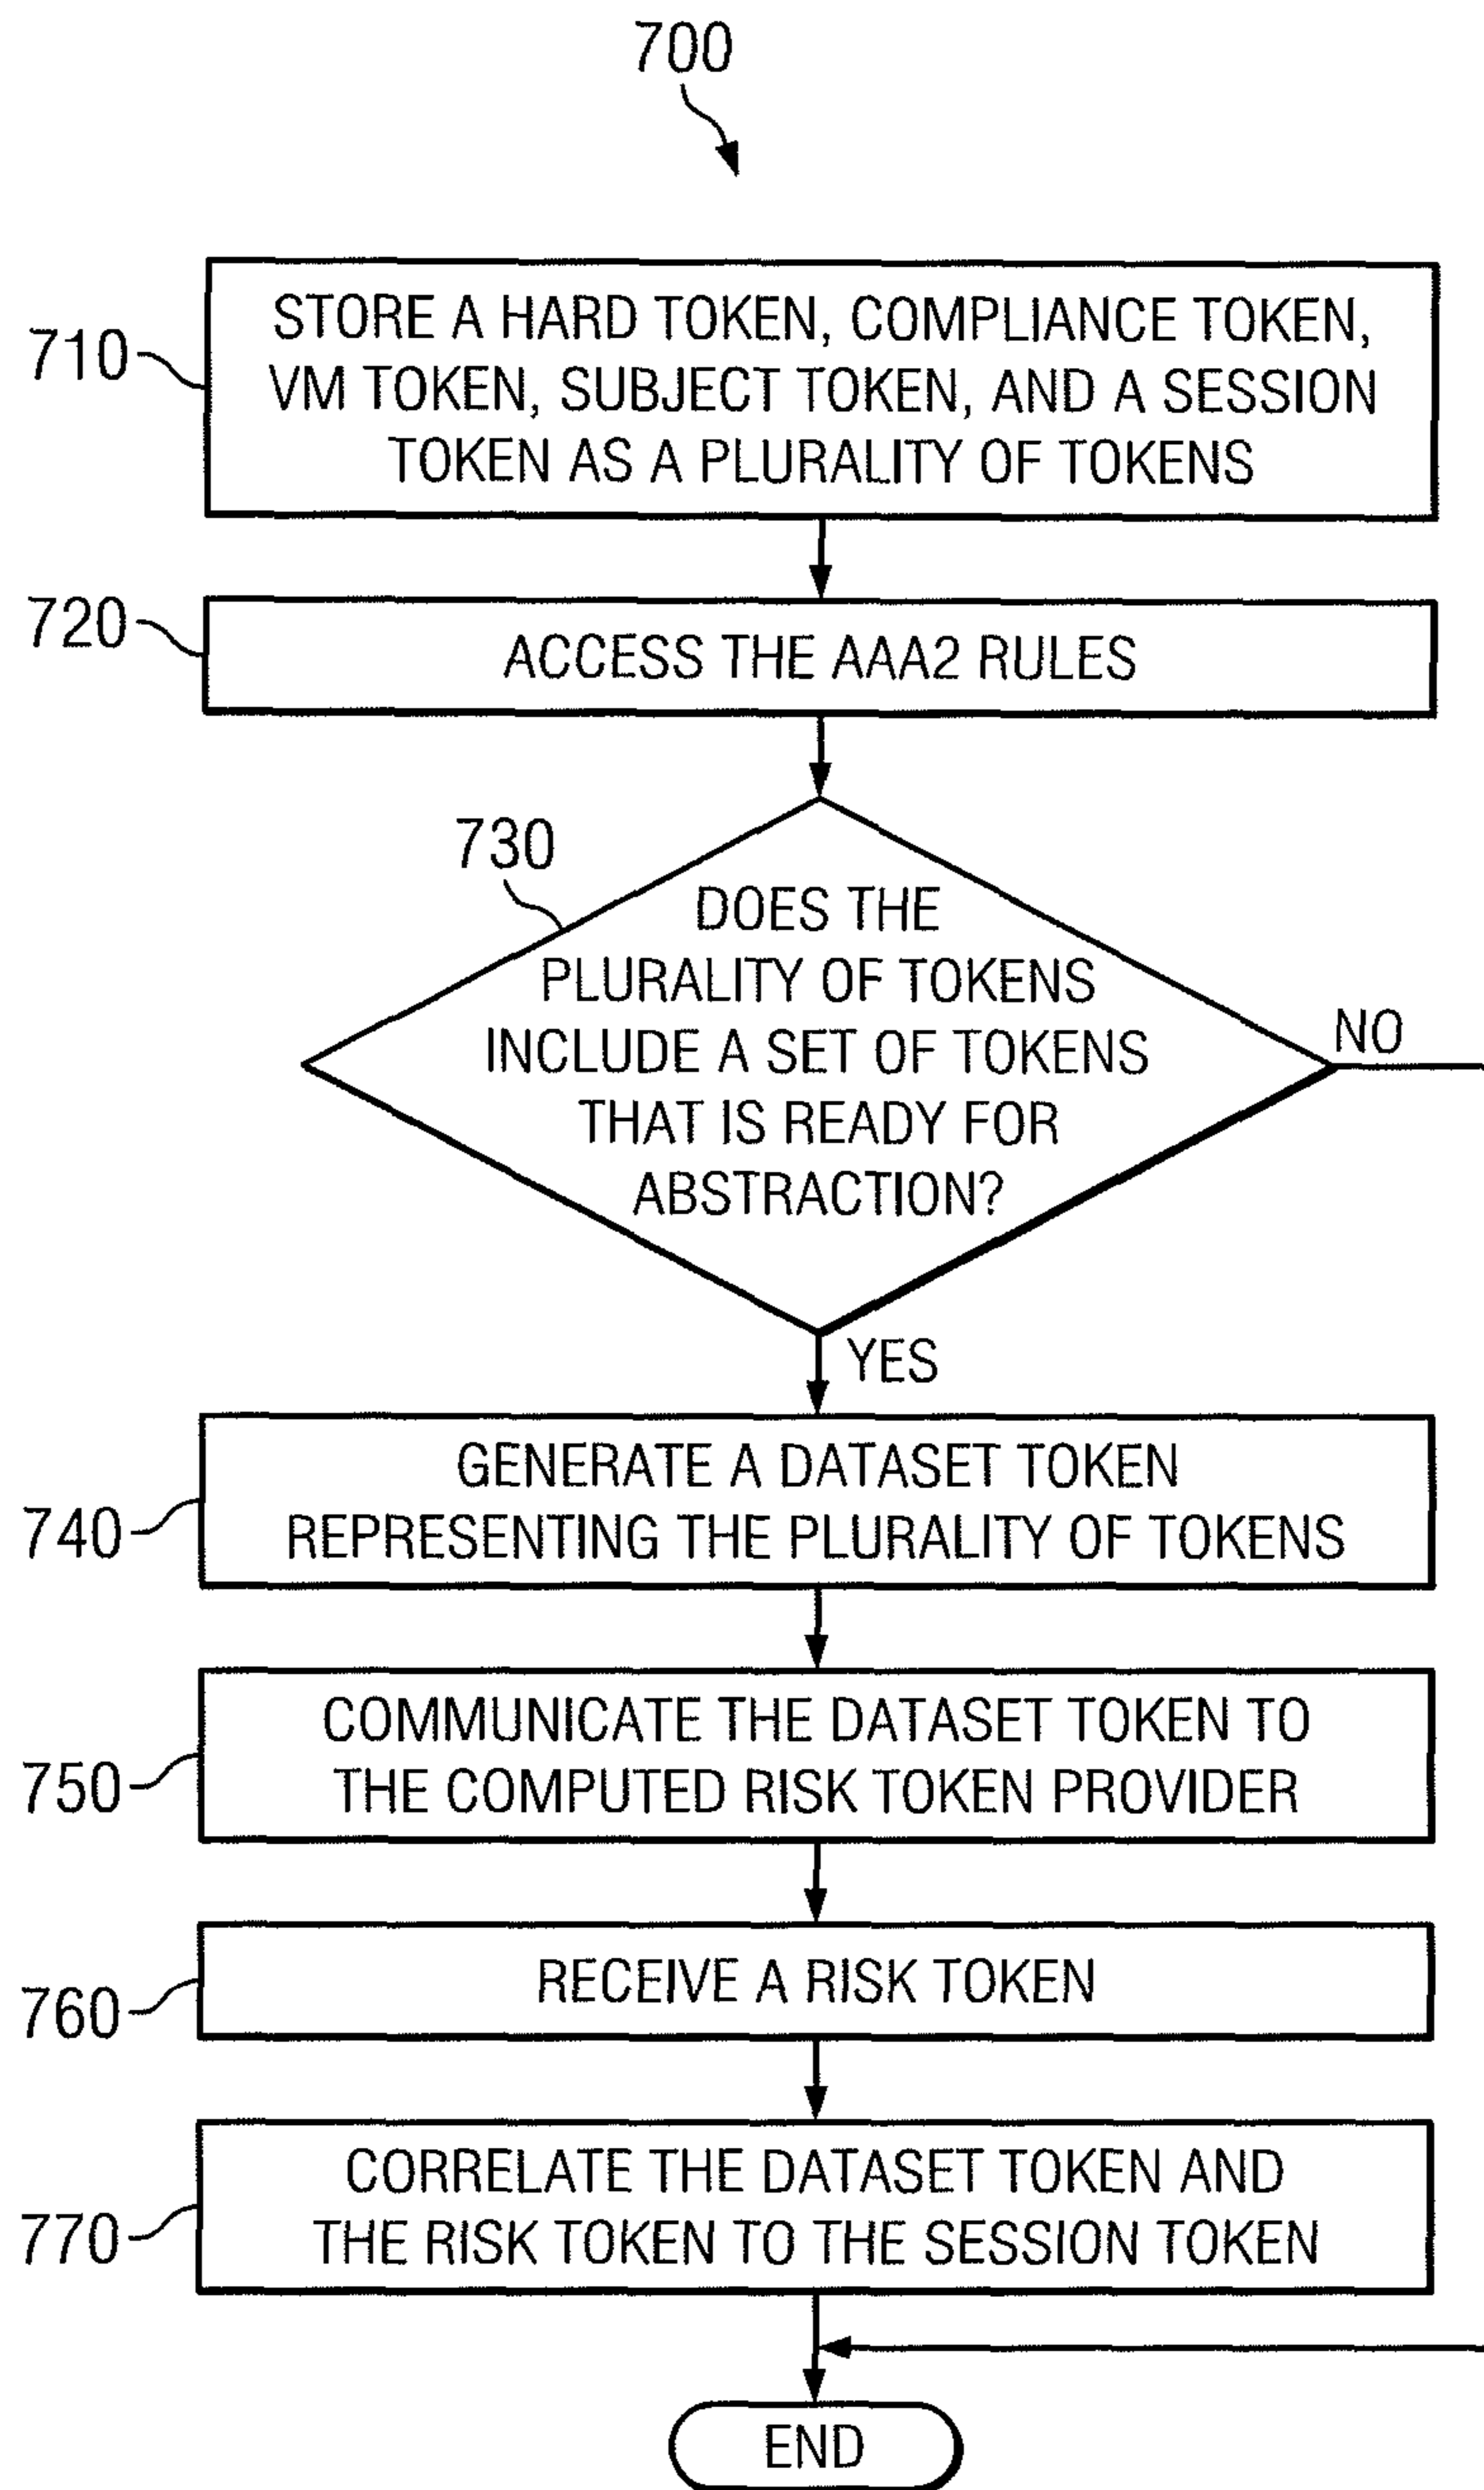 700
710
STORE A HARD TOKEN, COMPLIANCE TOKEN,
VM TOKEN, SUBJECT TOKEN, AND A SESSION
TOKEN AS A PLURALITY OF TOKENS
720
ACCESS THE AAA2 RULES
730
DOES THE
PLURALITY OF TOKENS
INCLUDE A SET OF TOKENS
THAT IS READY FOR
ABSTRACTION?
NO
YES
740
GENERATE A DATASET TOKEN
REPRESENTING THE PLURALITY OF TOKENS
750
COMMUNICATE THE DATASET TOKEN TO
THE COMPUTED RISK TOKEN PROVIDER
760
RECEIVE A RISK TOKEN
770
CORRELATE THE DATASET TOKEN AND
THE RISK TOKEN TO THE SESSION TOKEN
END